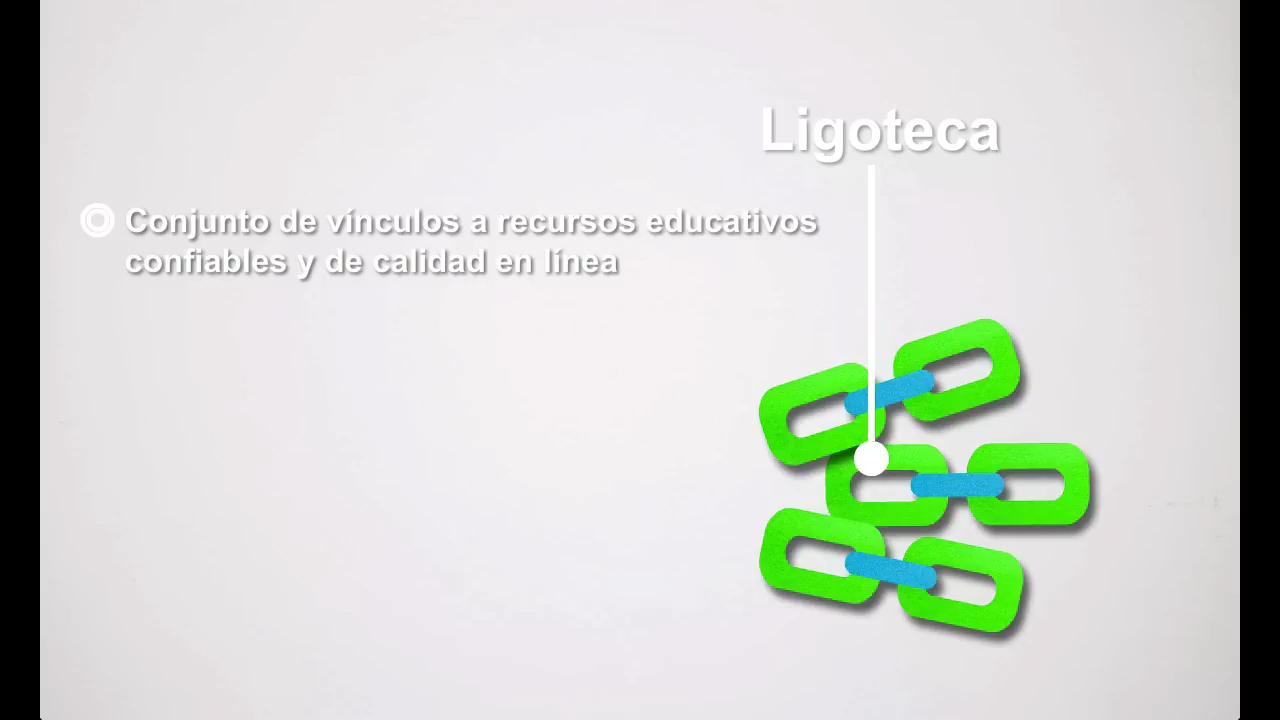 Ligoteca
Conjunto de vínculos a recursos educativos
confiables y de calidad en línea